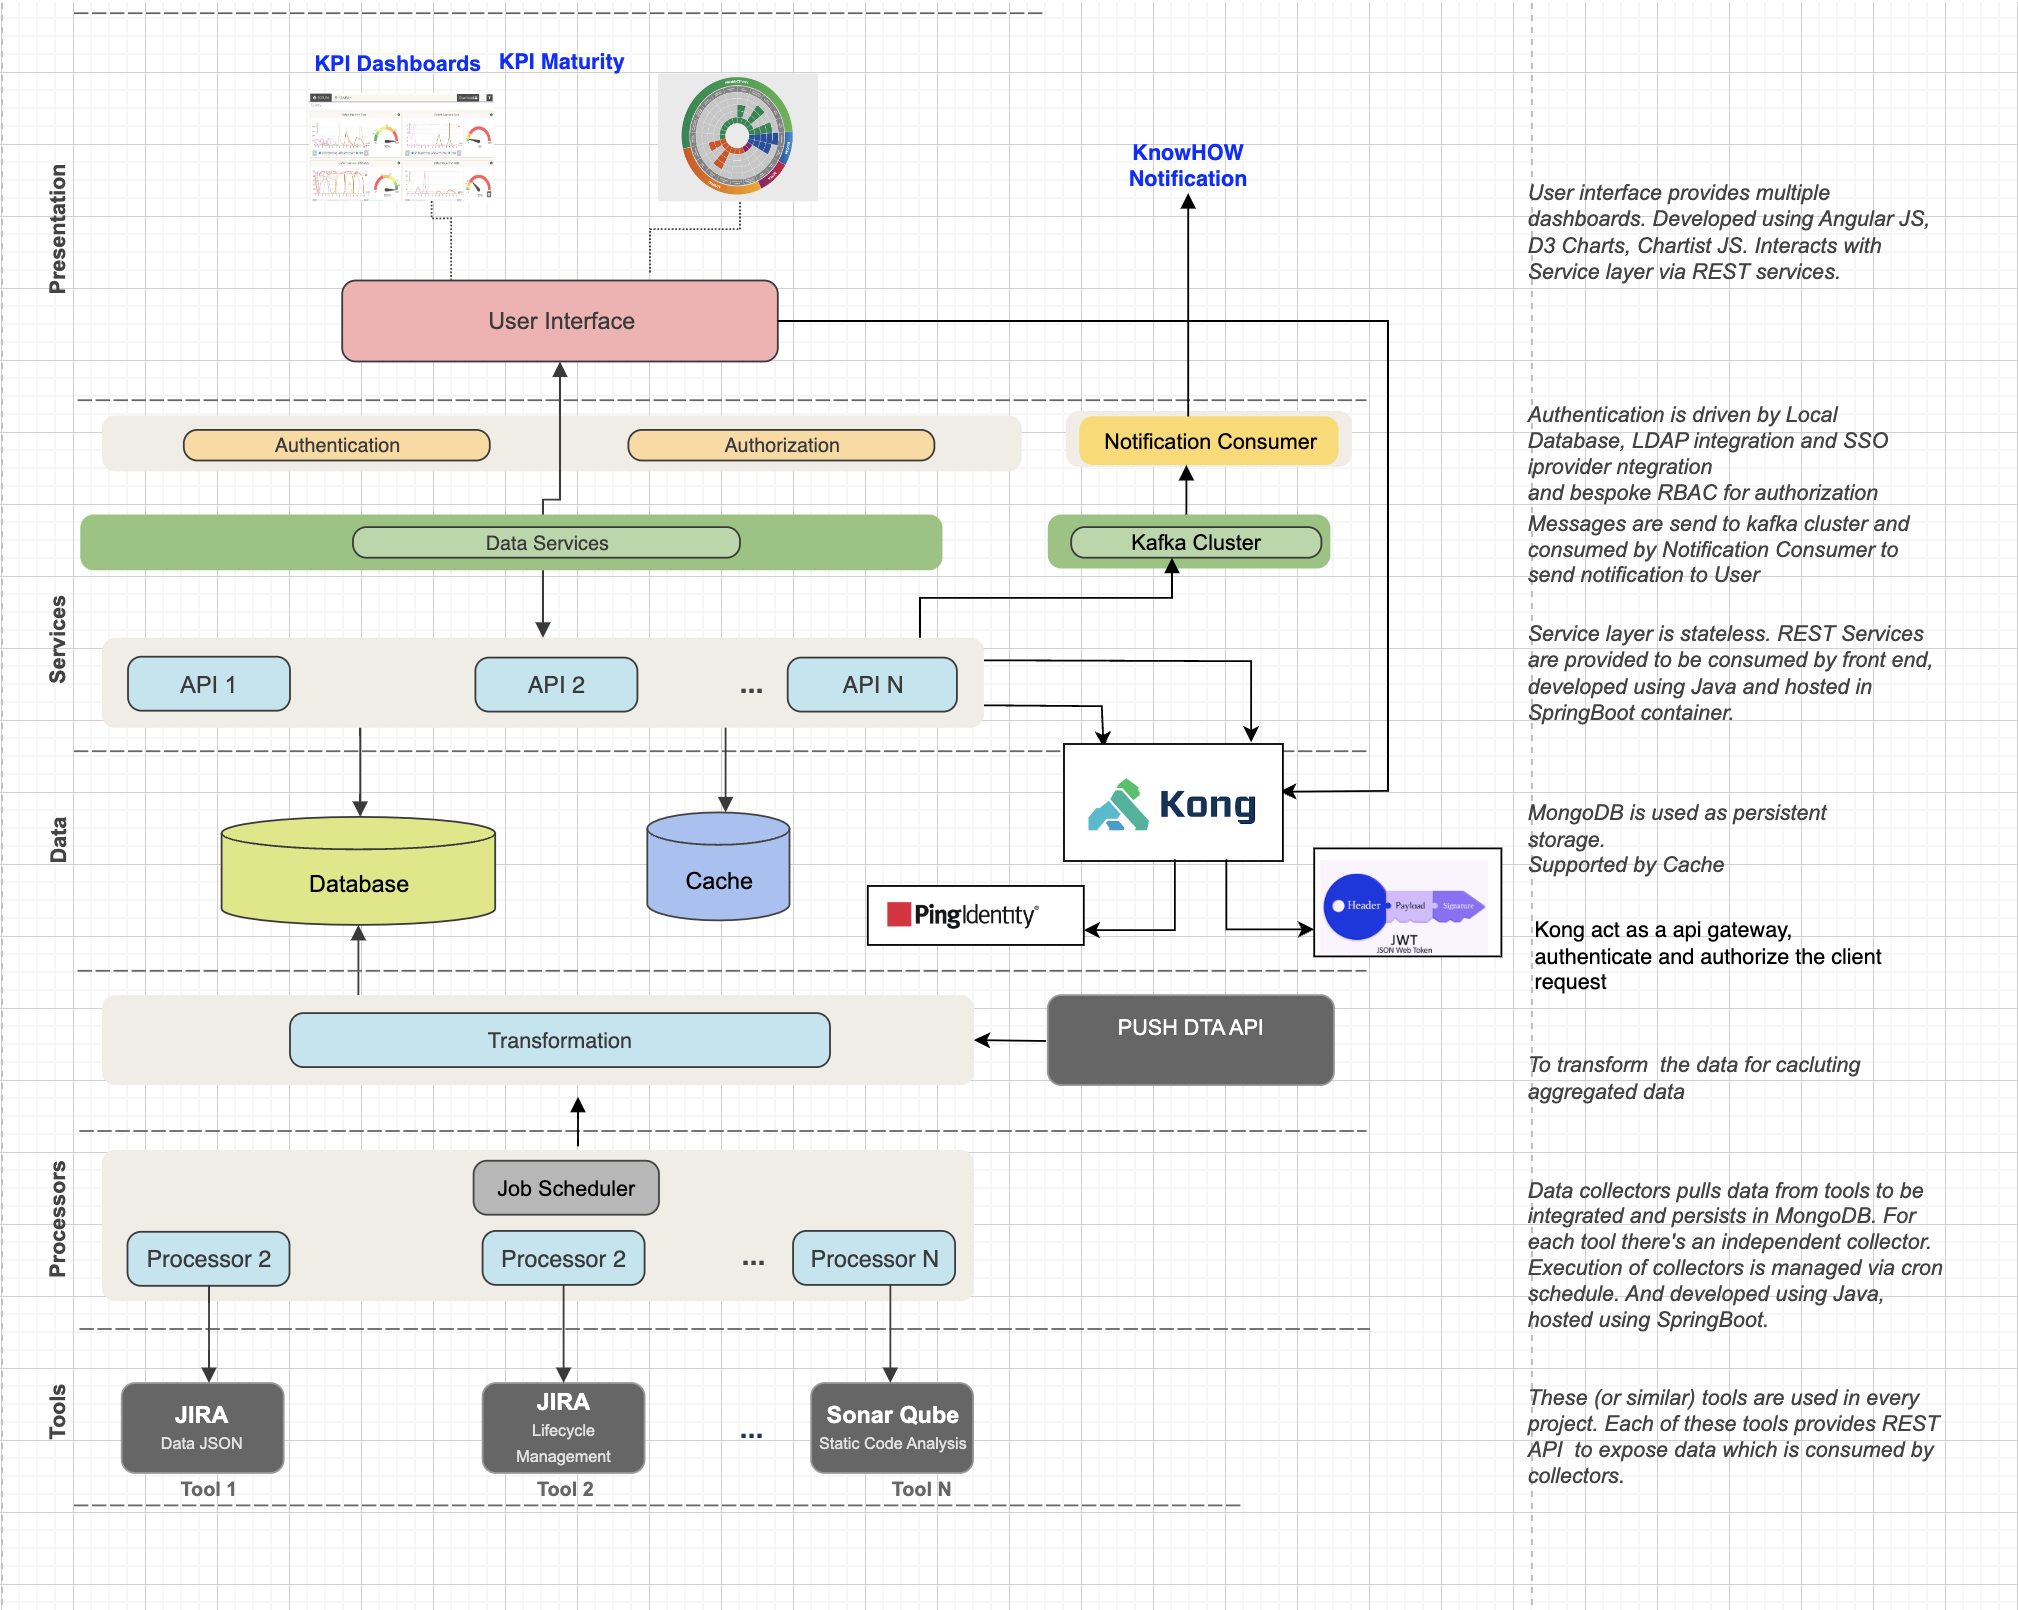 KPI Dashboards
KPI Maturity
KnowHOW
Notification
Presentation
User interface provides multiple
dashboards. Developed using Angular JS,
D3 Charts, Chartist JS. Interacts with
Service layer via REST services.
User Interface
Authentication
Authorization
Notification Consumer
Authentication is driven by Local
Database, LDAP integration and SSO
iprovider ntegration
and bespoke RBAC for authorization
Data Services
Kafka Cluster
Messages are send to kafka cluster and
consumed by Notification Consumer to
send notification to User
Services
API 1
API 2
...
API N
Service layer is stateless. REST Services
are provided to be consumed by front end,
developed using Java and hosted in
SpringBoot container.
Data
Database
Cache
Kong
PingIdentity
Header
Payload
Signature
JWT
JSON Web Token
MongoDB is used as persistent
storage.
Supported by Cache
Kong act as a api gateway,
authenticate and authorize the client
request
Transformation
PUSH DTA API
To transform  the data for cacluting
aggregated data
Processors
Job Scheduler
Processor 2
Processor 2
...
Processor N
Data collectors pulls data from tools to be
integrated and persists in MongoDB. For
each tool there's an independent collector.
Execution of collectors is managed via cron
schedule. And developed using Java,
hosted using SpringBoot.
Tools
JIRA
Data JSON
Tool 1
JIRA
Lifecycle
Management
Tool 2
...
Sonar Qube
Static Code Analysis
Tool N
These (or similar) tools are used in every
project. Each of these tools provides REST
API  to expose data which is consumed by
collectors.